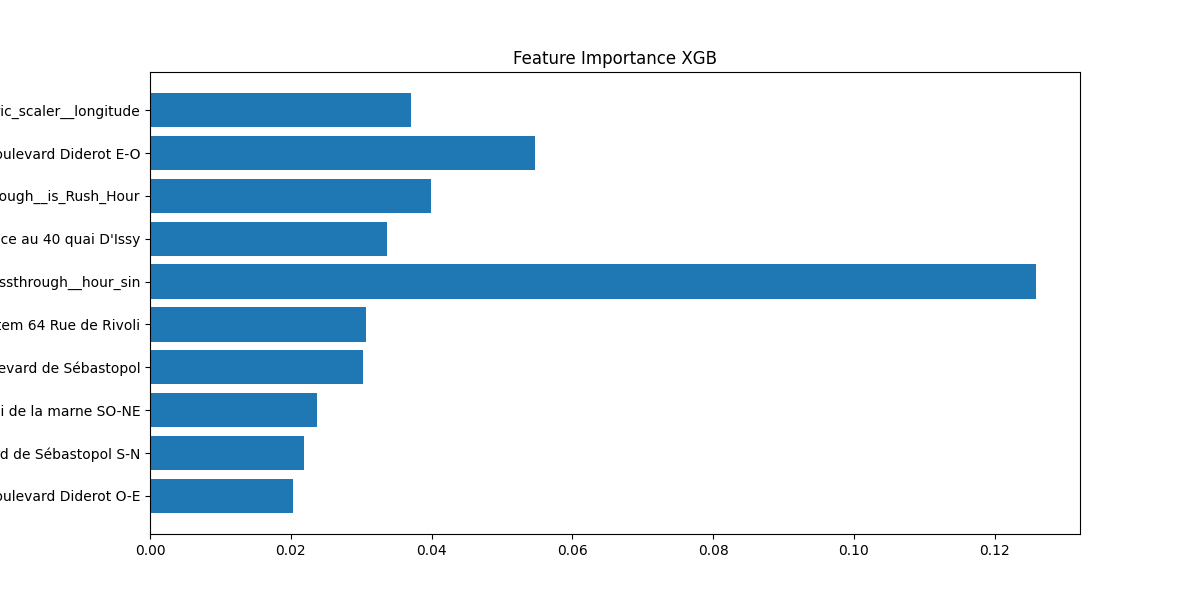 Feature Importance XGB
ric_scaler__longitude
oulevard Diderot E-O
ough__is_Rush_Hour
ce au 40 quai D'Issy
ssthrough__hour_sin
tem 64 Rue de Rivoli
evard de Sébastopol
i de la marne SO-NE
d de Sébastopol S-N
oulevard Diderot O-E
0.00 0.02 0.04 0.06 0.08 0.10 0.12